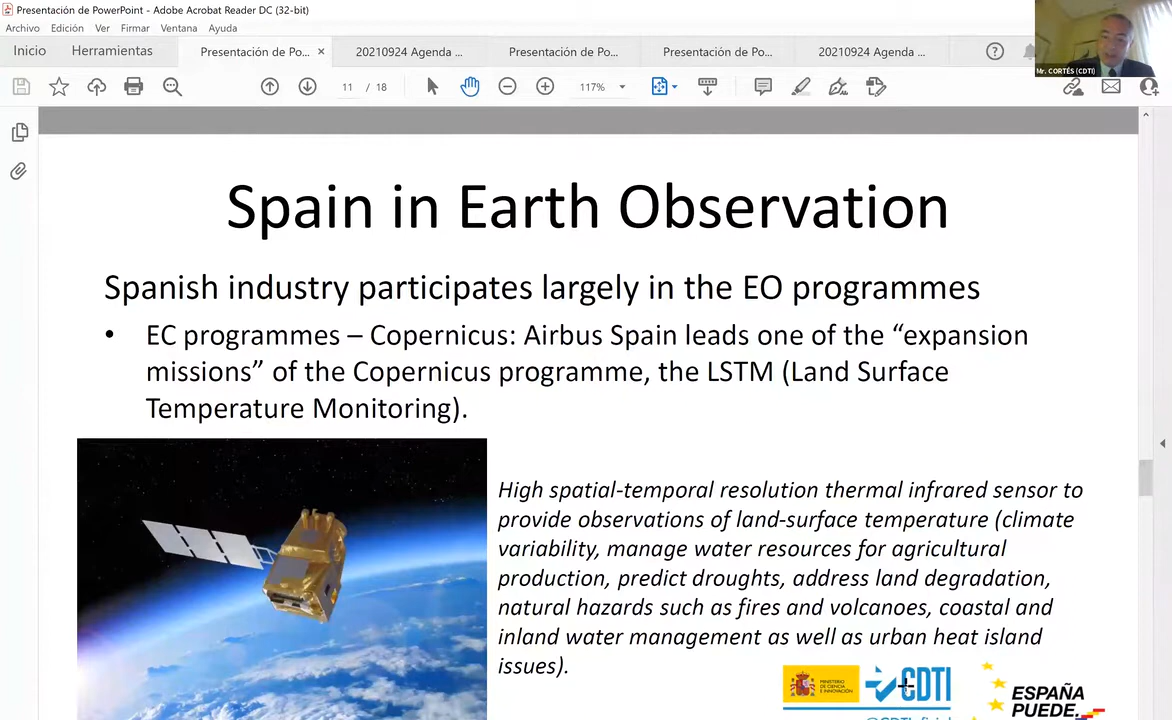 Presentación de PowerPoint - Adobe Acrobat Reader DC (32-bit)
Archivo Edición Ver Firmar Ventana Ayuda
Inicio Herramientas Presentación de Po... × 20210924 Agenda ... Presentación de Po... Presentación de Po... 20210924 Agenda ...
Mr. CORTÉS (CDTI)
11 / 18 117%
Spain in Earth Observation
Spanish industry participates largely in the EO programmes
• EC programmes – Copernicus: Airbus Spain leads one of the “expansion
missions” of the Copernicus programme, the LSTM (Land Surface
Temperature Monitoring).
High spatial-temporal resolution thermal infrared sensor to
provide observations of land-surface temperature (climate
variability, manage water resources for agricultural
production, predict droughts, address land degradation,
natural hazards such as fires and volcanoes, coastal and
inland water management as well as urban heat island
issues).
MINISTERIO
DE CIENCIA
E INNOVACIÓN
CDTI
ESPAÑA
PUEDE.